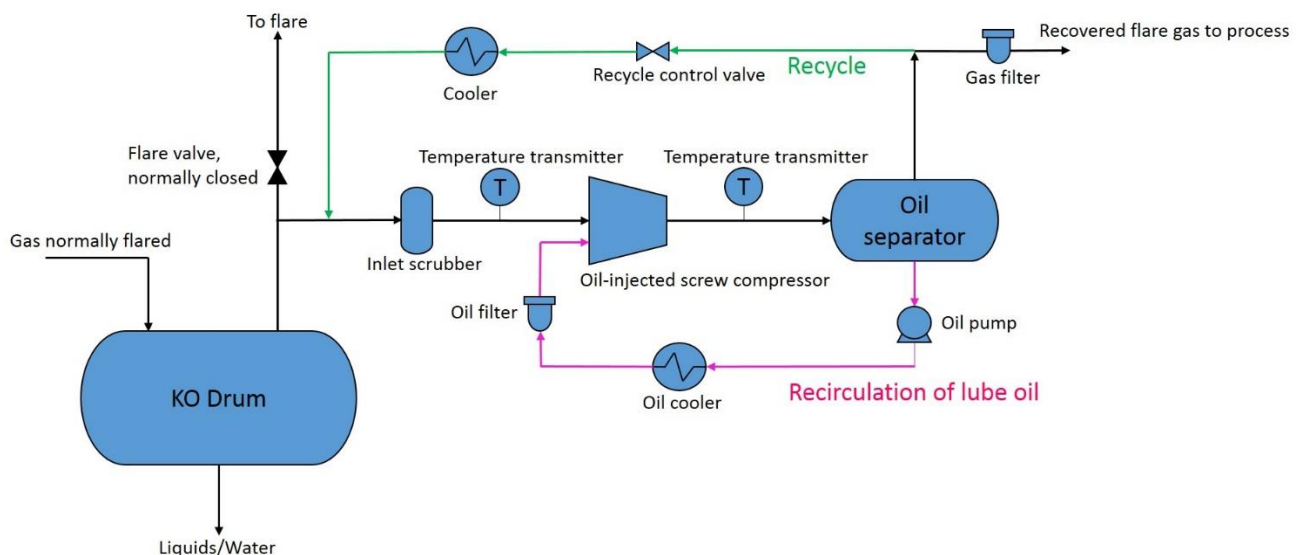 To flare
Recovered flare gas to process
Recycle control valve
Recycle
Gas filter
Cooler
Flare valve,
normally closed
Temperature transmitter
Temperature transmitter
T
T
Oil
separator
Gas normally flared
Inlet scrubber
Oil-injected screw compressor
Oil filter
Oil pump
KO Drum
Oil cooler
Recirculation of lube oil
Liquids/Water